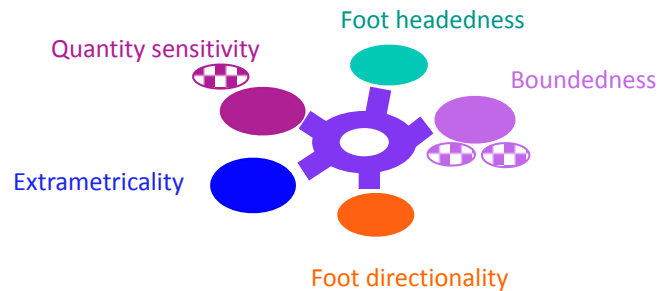 Foot headedness
Quantity sensitivity
Boundedness
Extrametricality
Foot directionality